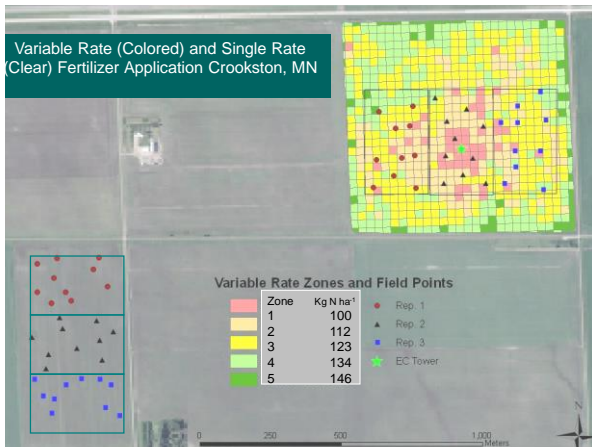 Variable Rate (Colored) and Single Rate
(Clear) Fertilizer Application Crookston, MN
Variable Rate Zones and Field Points
Zone Kg N ha-1
1 100
2 112
3 123
4 134
5 146
Rep. 1
Rep. 2
Rep. 3
EC Tower
N
0 250 500 1,000
Meters